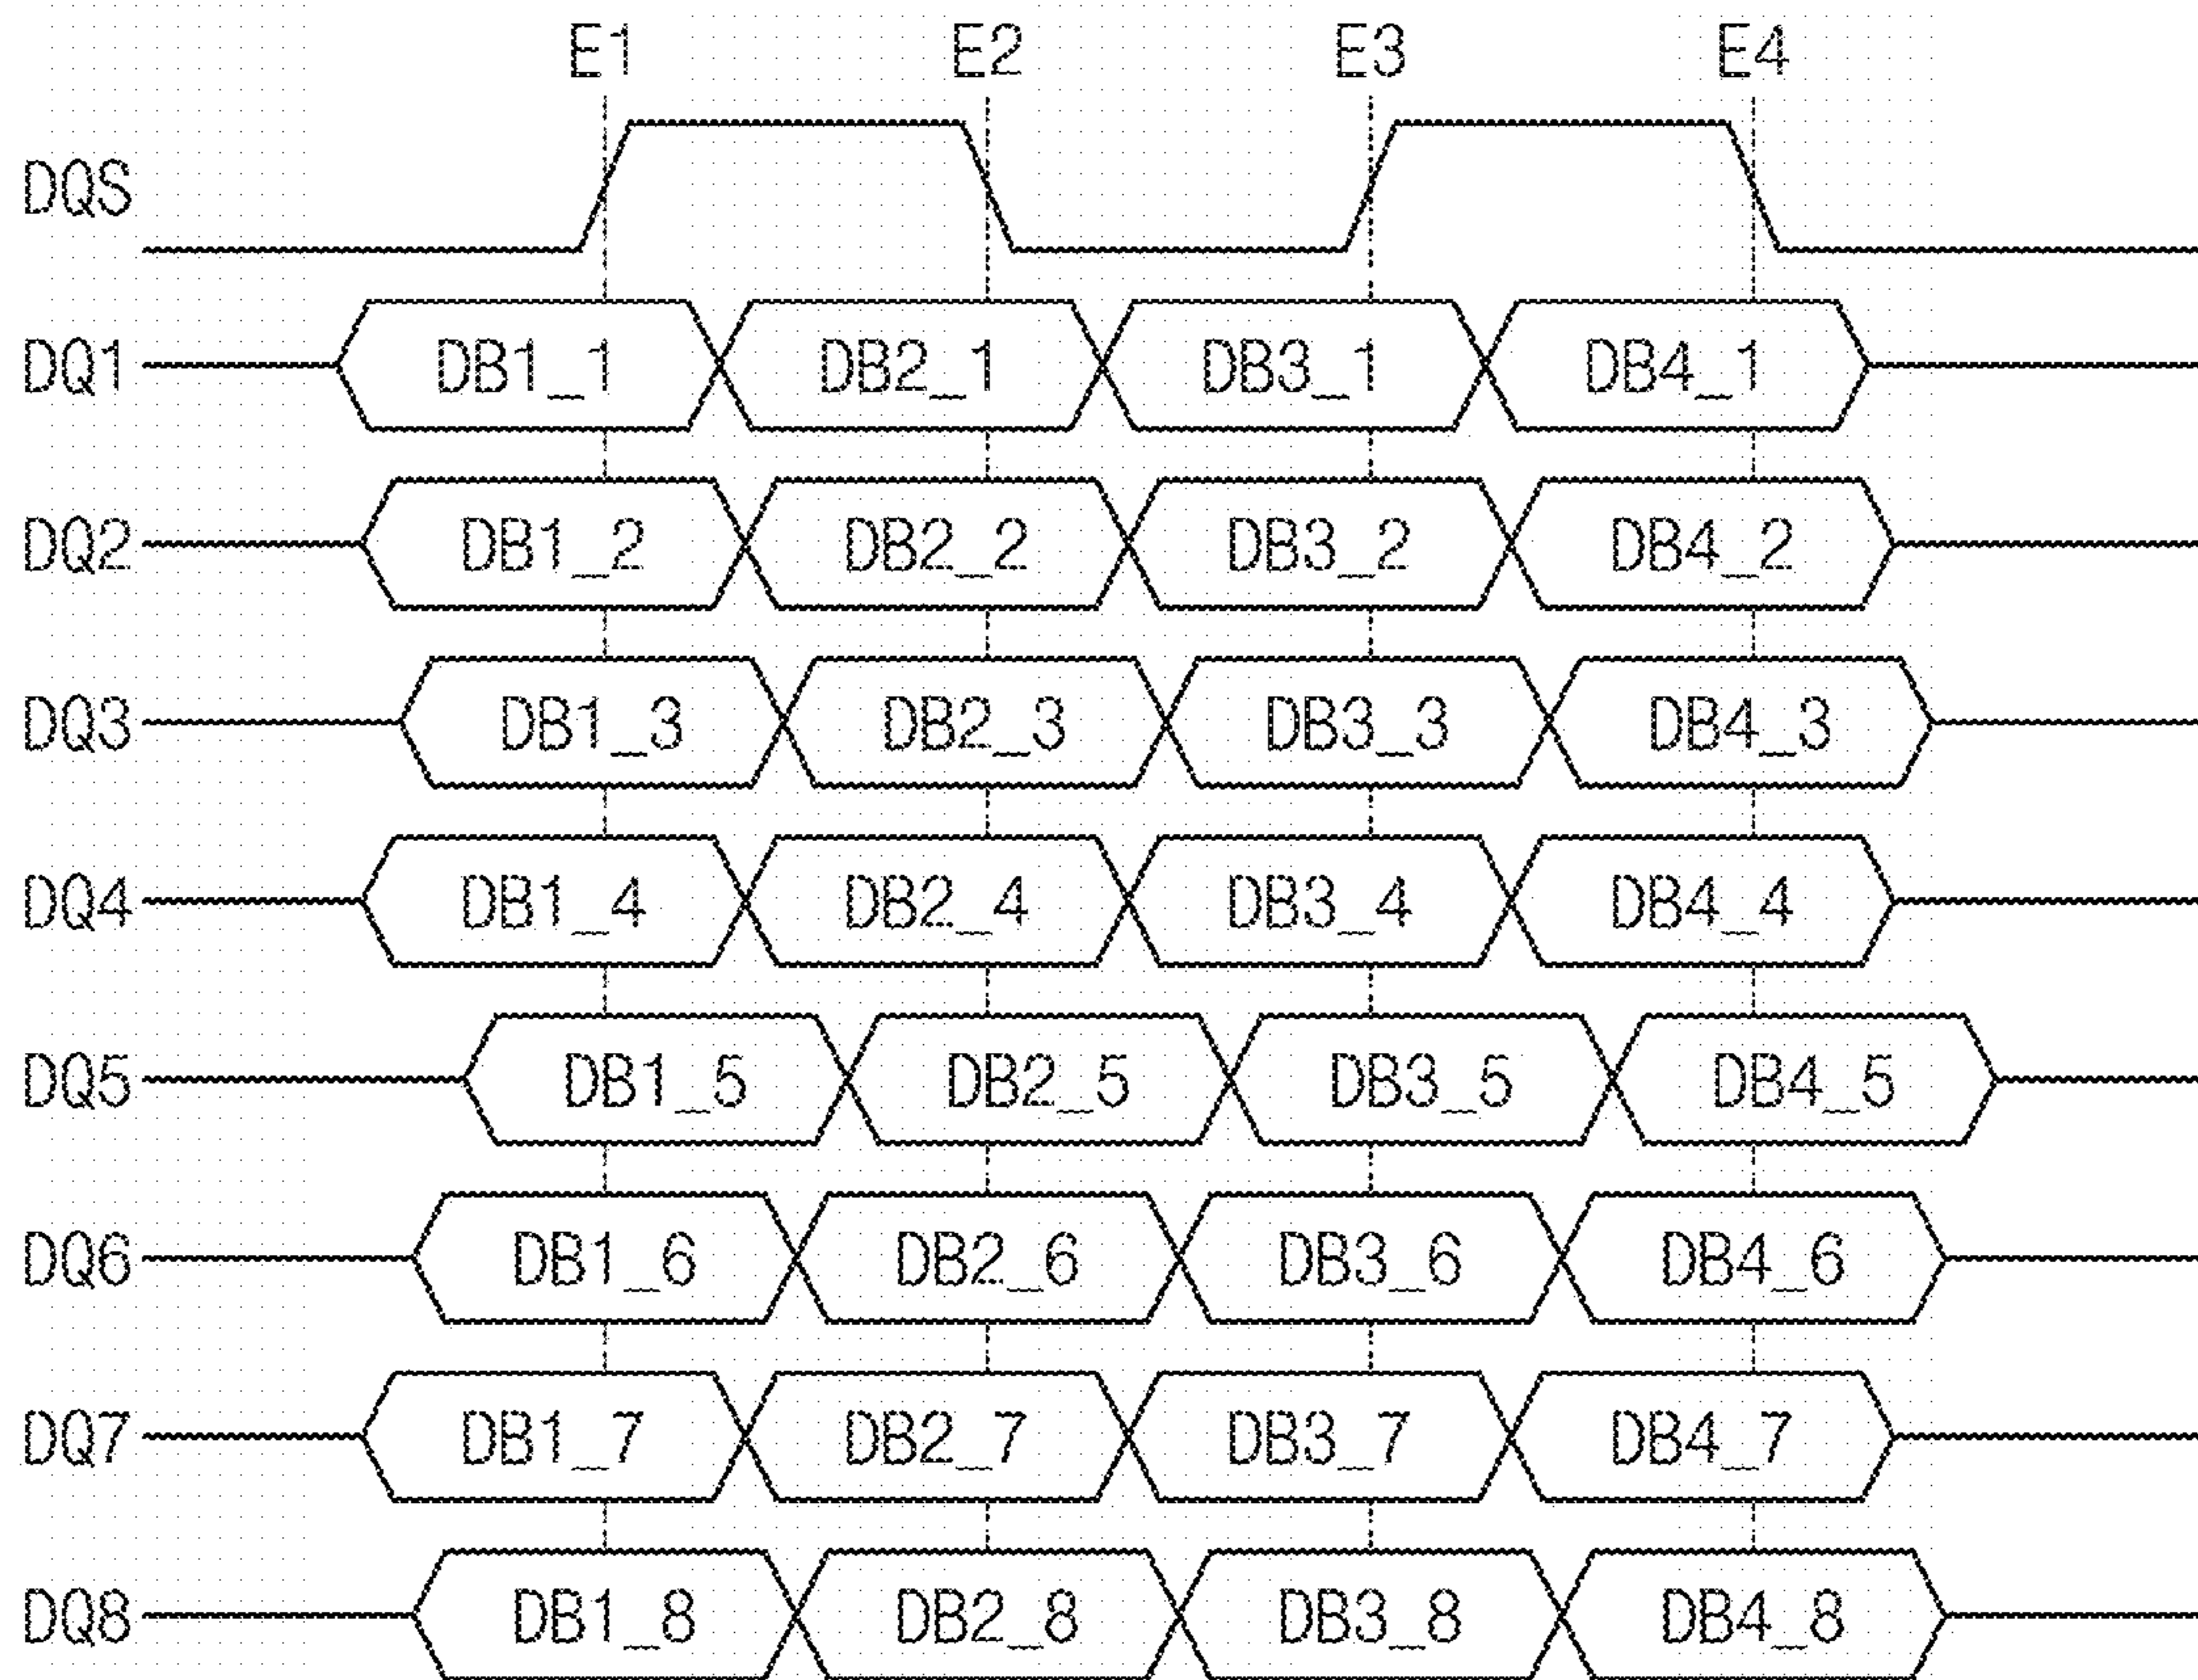 E1 E2 E3 E4
DQS
DQ1 DB1_1 DB2_1 DB3_1 DB4_1
DQ2 DB1_2 DB2_2 DB3_2 DB4_2
DQ3 DB1_3 DB2_3 DB3_3 DB4_3
DQ4 DB1_4 DB2_4 DB3_4 DB4_4
DQ5 DB1_5 DB2_5 DB3_5 DB4_5
DQ6 DB1_6 DB2_6 DB3_6 DB4_6
DQ7 DB1_7 DB2_7 DB3_7 DB4_7
DQ8 DB1_8 DB2_8 DB3_8 DB4_8